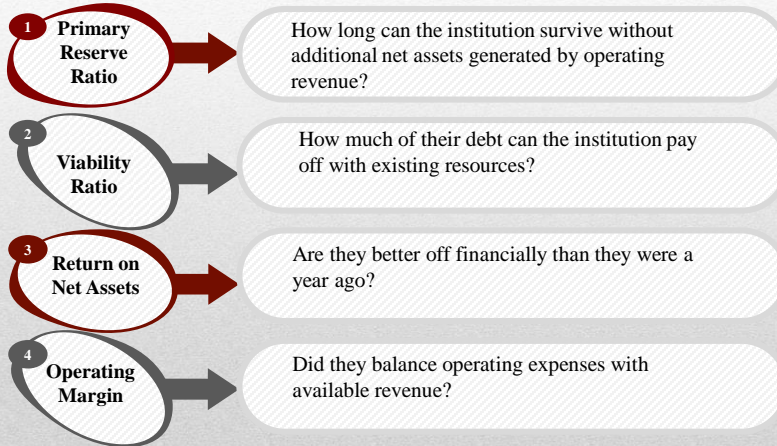 1
Primary
Reserve
Ratio
How long can the institution survive without
additional net assets generated by operating
revenue?
2
Viability
Ratio
How much of their debt can the institution pay
off with existing resources?
3
Return on
Net Assets
Are they better off financially than they were a
year ago?
4
Operating
Margin
Did they balance operating expenses with
available revenue?